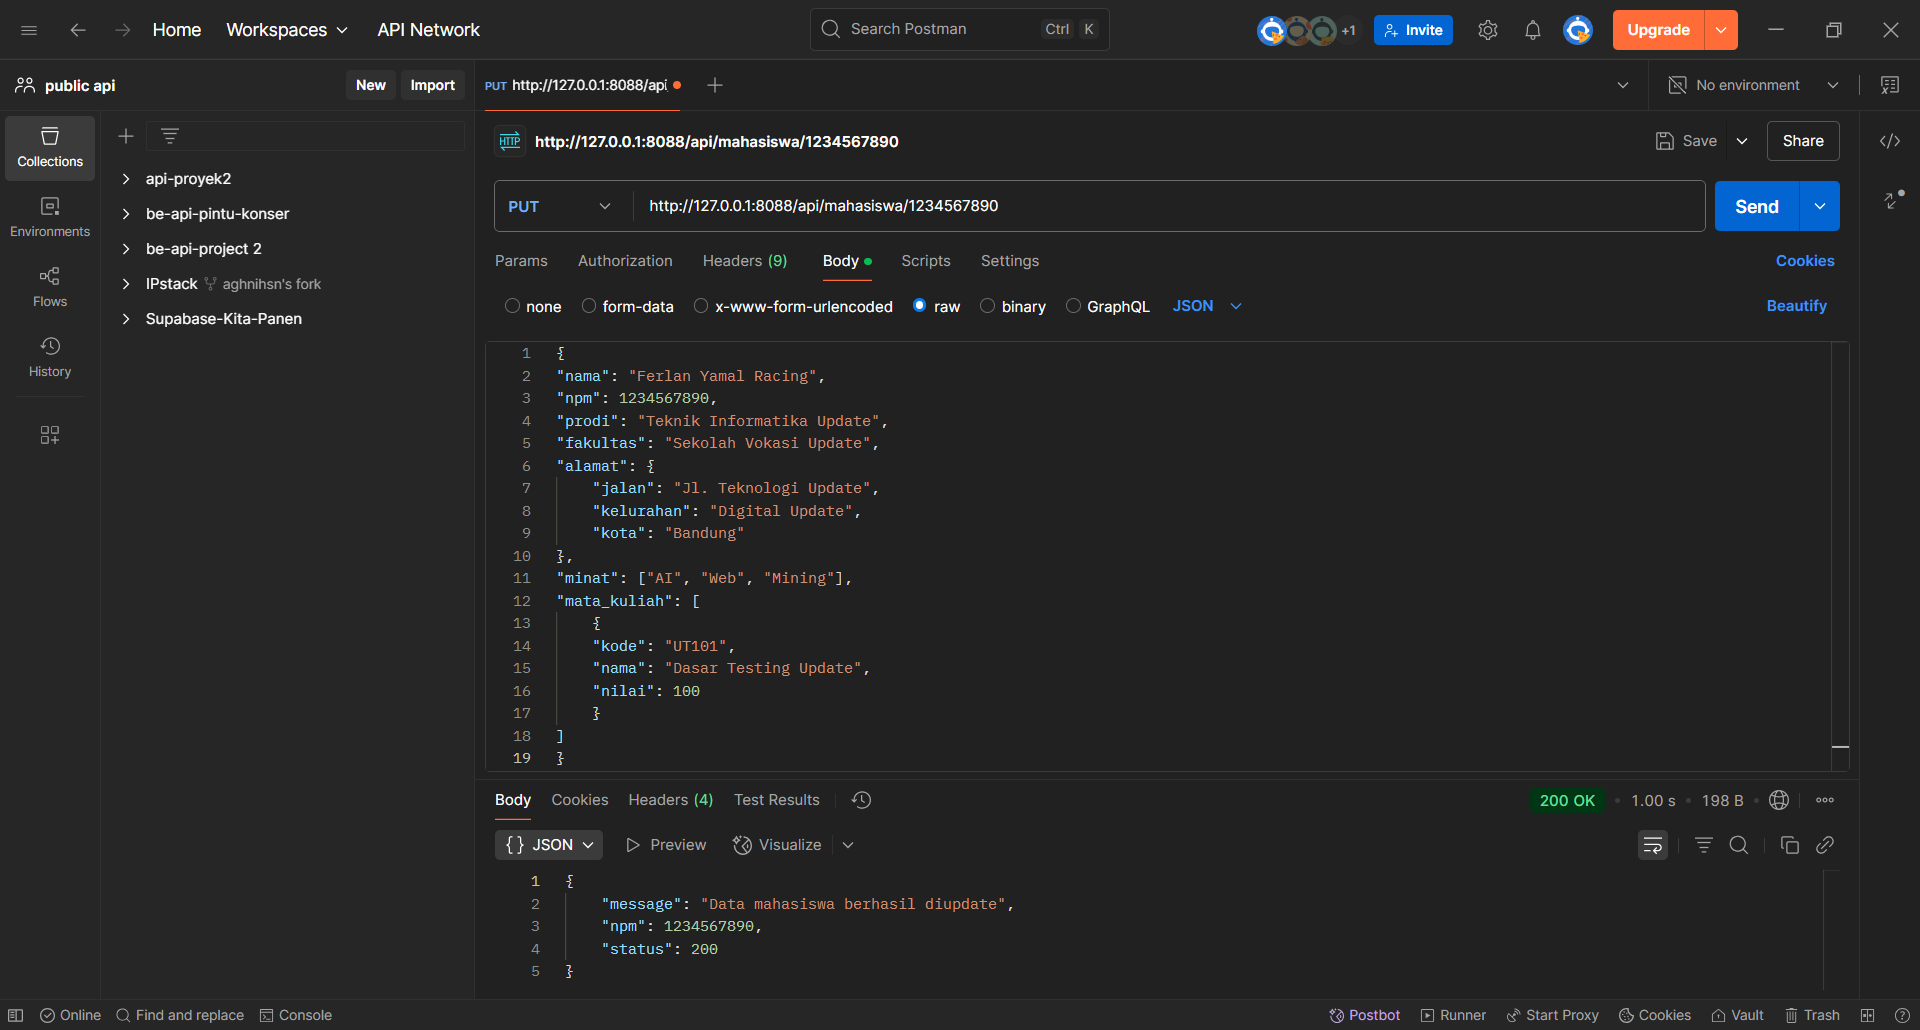 Home Workspaces API Network Search Postman Ctrl K +1 Invite Upgrade
public api New Import PUT http://127.0.0.1:8088/api No environment
Collections
Environments
Flows
History
api-proyek2
be-api-pintu-konser
be-api-project 2
IPstack aghnihsn's fork
Supabase-Kita-Panen
HTTP http://127.0.0.1:8088/api/mahasiswa/1234567890 Save Share
PUT http://127.0.0.1:8088/api/mahasiswa/1234567890 Send
Params Authorization Headers (9) Body Scripts Settings Cookies
none form-data x-www-form-urlencoded raw binary GraphQL JSON Beautify
1 {
2 "nama": "Ferlan Yamal Racing",
3 "npm": 1234567890,
4 "prodi": "Teknik Informatika Update",
5 "fakultas": "Sekolah Vokasi Update",
6 "alamat": {
7 "jalan": "Jl. Teknologi Update",
8 "kelurahan": "Digital Update",
9 "kota": "Bandung"
10 },
11 "minat": ["AI", "Web", "Mining"],
12 "mata_kuliah": [
13 {
14 "kode": "UT101",
15 "nama": "Dasar Testing Update",
16 "nilai": 100
17 }
18 ]
19 }
Body Cookies Headers (4) Test Results 200 OK 1.00 s 198 B
{} JSON Preview Visualize
1 {
2 "message": "Data mahasiswa berhasil diupdate",
3 "npm": 1234567890,
4 "status": 200
5 }
Online Find and replace Console Postbot Runner Start Proxy Cookies Vault Trash